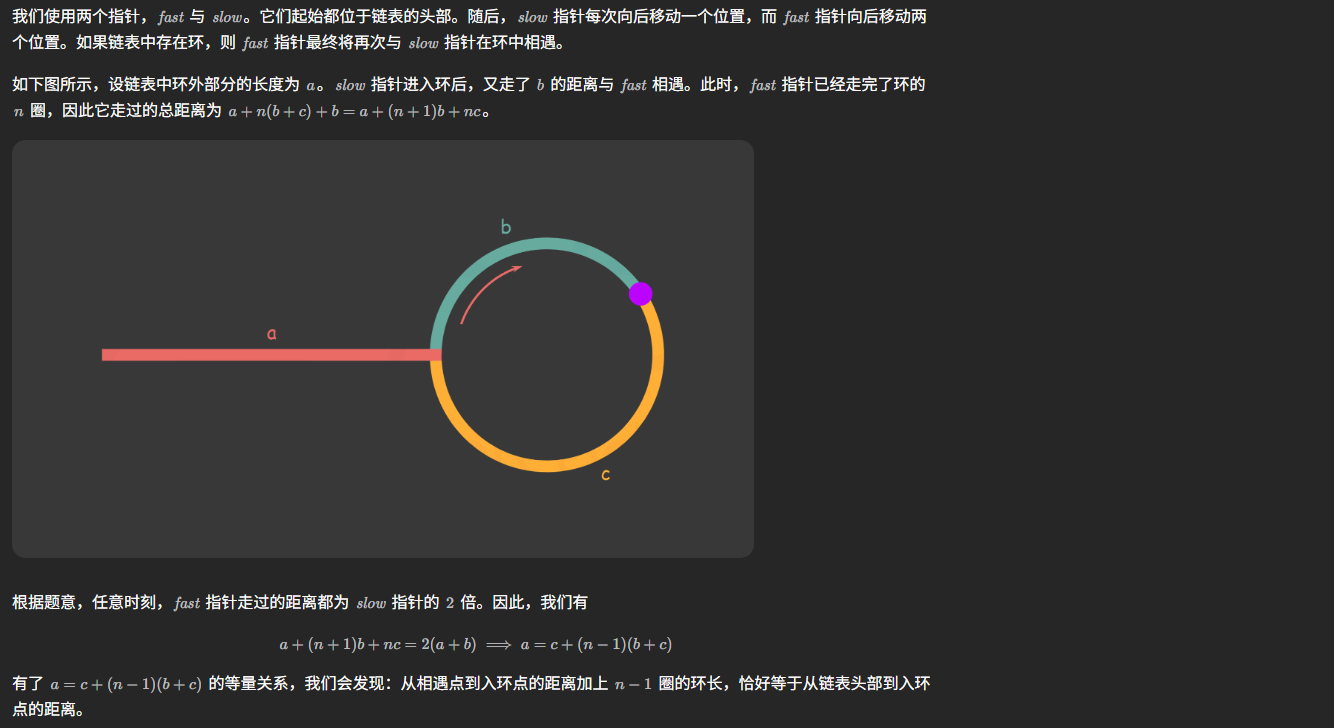 我们使用两个指针，fast 与 slow。它们起始都位于链表的头部。随后，slow 指针每次向后移动一个位置，而 fast 指针向后移动两
个位置。如果链表中存在环，则 fast 指针最终将再次与 slow 指针在环中相遇。
如下图所示，设链表中环外部分的长度为 a。slow 指针进入环后，又走了 b 的距离与 fast 相遇。此时，fast 指针已经走完了环的
n 圈，因此它走过的总距离为 a + n(b + c) + b = a + (n + 1)b + nc。
b
a
c
根据题意，任意时刻，fast 指针走过的距离都为 slow 指针的 2 倍。因此，我们有
a + (n + 1)b + nc = 2(a + b) ⟹ a = c + (n − 1)(b + c)
有了 a = c + (n − 1)(b + c) 的等量关系，我们会发现：从相遇点到入环点的距离加上 n − 1 圈的环长，恰好等于从链表头部到入环
点的距离。